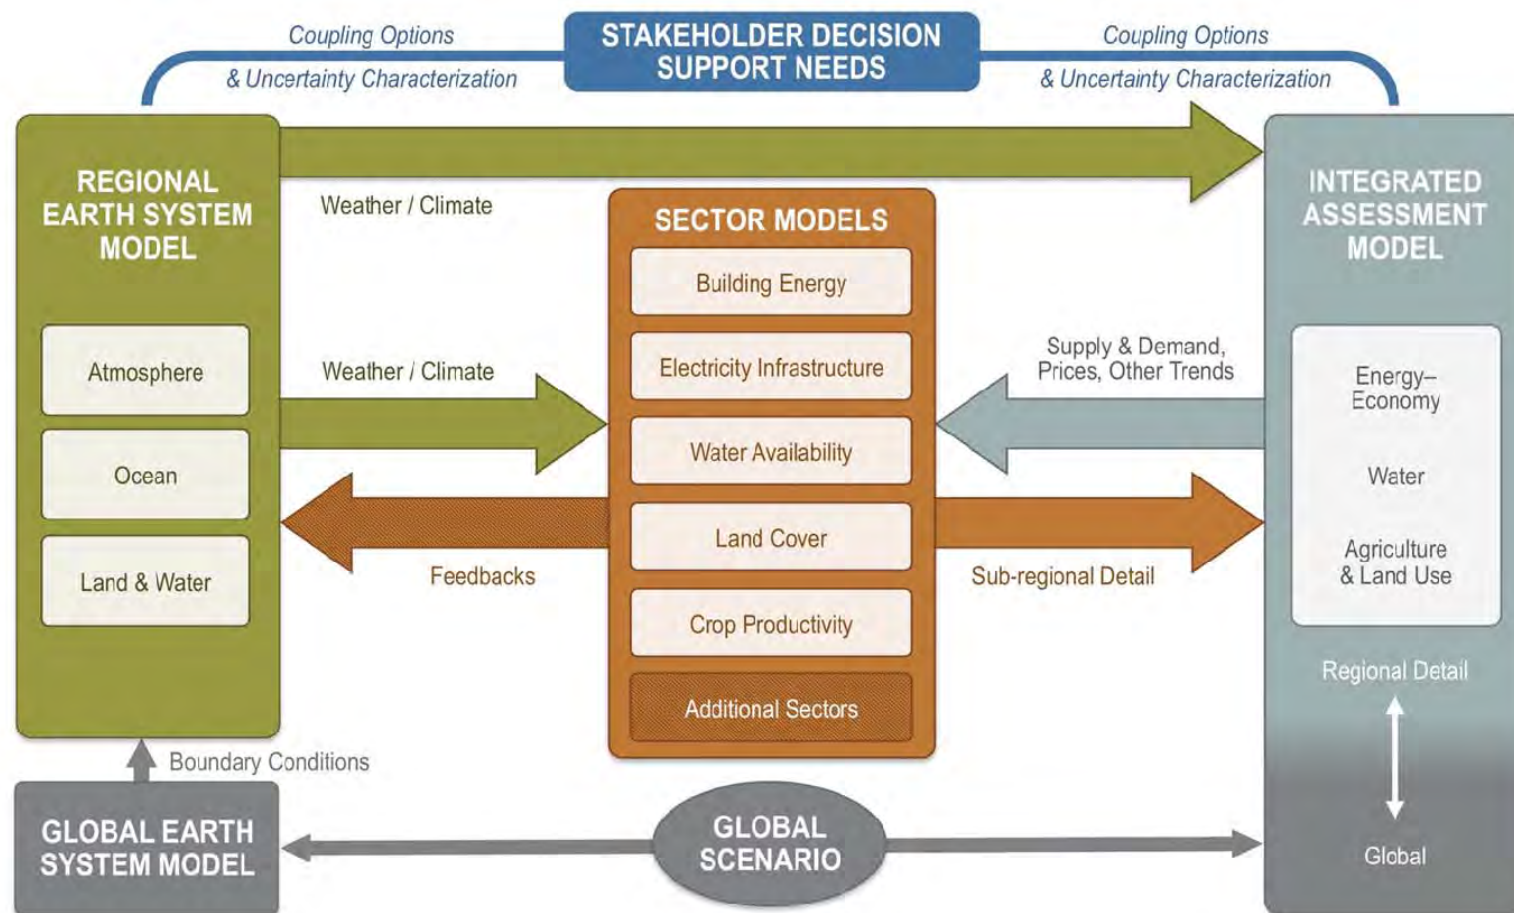 Coupling Options
& Uncertainty Characterization
STAKEHOLDER DECISION
SUPPORT NEEDS
Coupling Options
& Uncertainty Characterization
REGIONAL
EARTH SYSTEM
MODEL
Atmosphere
Ocean
Land & Water
Weather / Climate
Weather / Climate
Feedbacks
SECTOR MODELS
Building Energy
Electricity Infrastructure
Water Availability
Land Cover
Crop Productivity
Additional Sectors
Supply & Demand,
Prices, Other Trends
Sub-regional Detail
INTEGRATED
ASSESSMENT
MODEL
Energy–
Economy
Water
Agriculture
& Land Use
Regional Detail
Global
Boundary Conditions
GLOBAL EARTH
SYSTEM MODEL
GLOBAL
SCENARIO